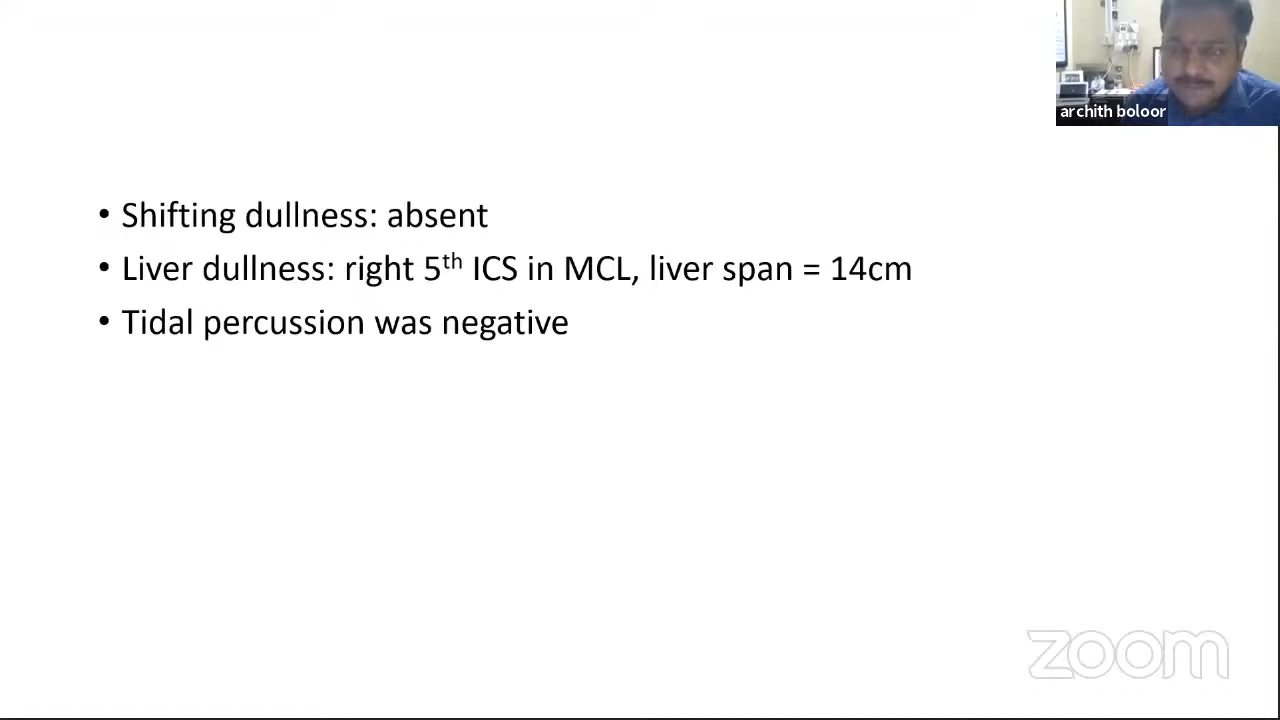 archith boloor
• Shifting dullness: absent
• Liver dullness: right 5th ICS in MCL, liver span = 14cm
• Tidal percussion was negative
zoom